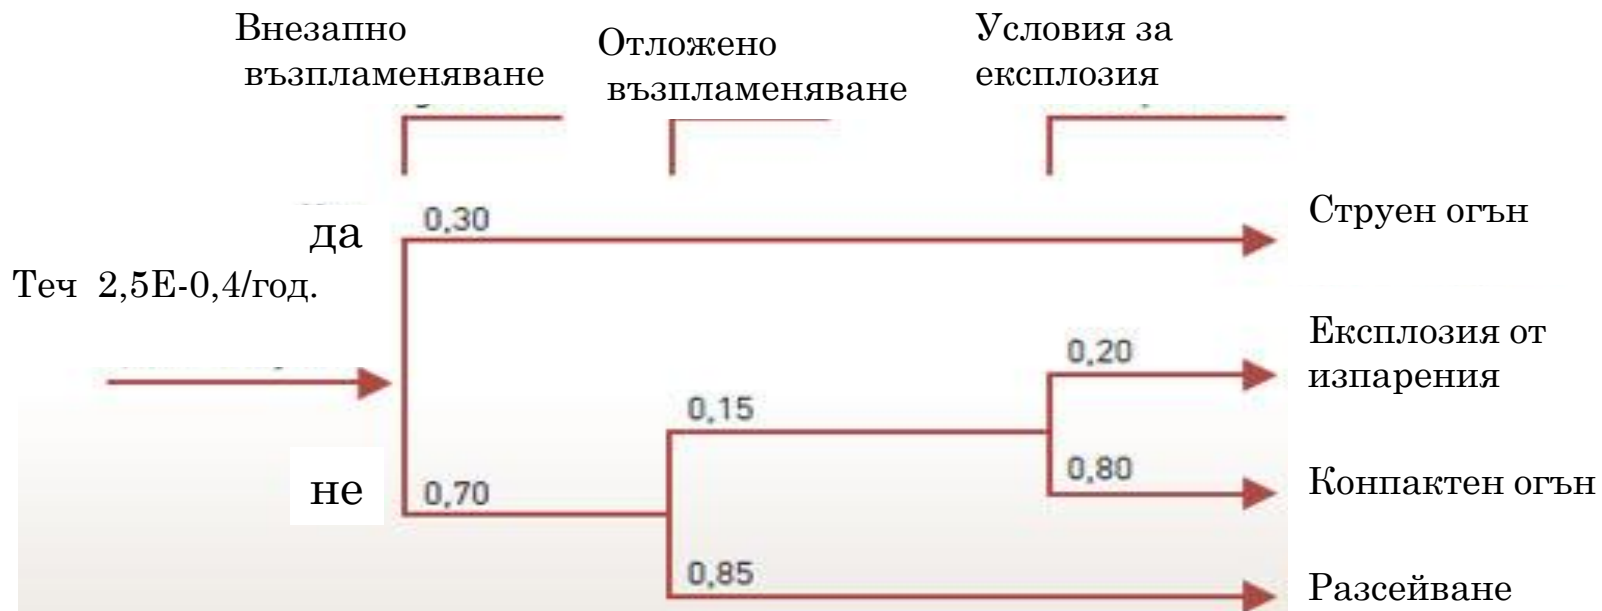 Внезапно
възпламеняване
Отложено
възпламеняване
Условия за
експлозия
да
0,30
Струен огън
Теч 2,5Е-0,4/год.
Експлозия от
изпарения
0,20
0,15
не
0,70
0,80
Конпактен огън
0,85
Разсейване